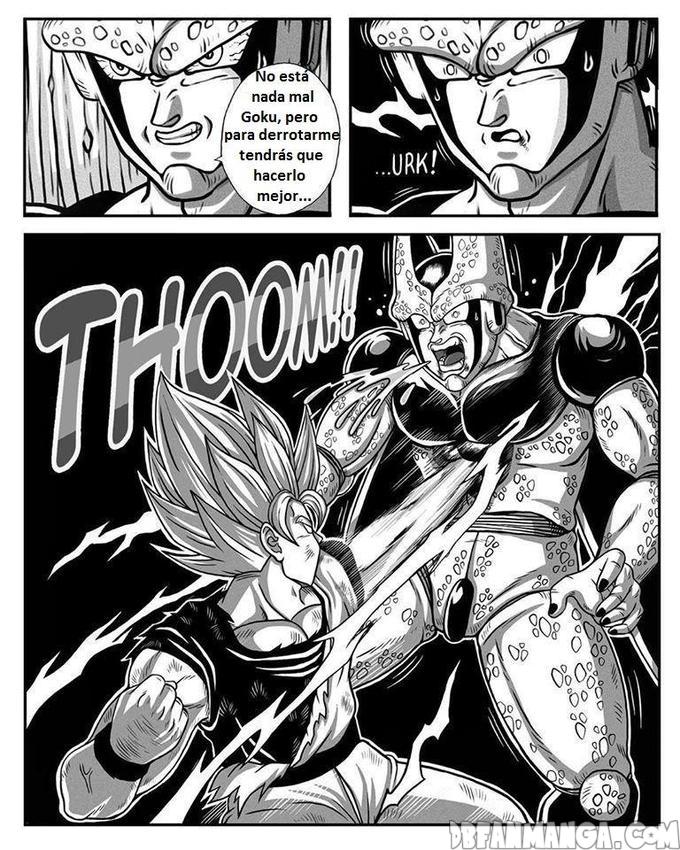 No está
nada mal
Goku, pero
para derrotarme
tendrás que
hacerlo
mejor...
...URK!
THOOM!!
DBFANMANGA.COM